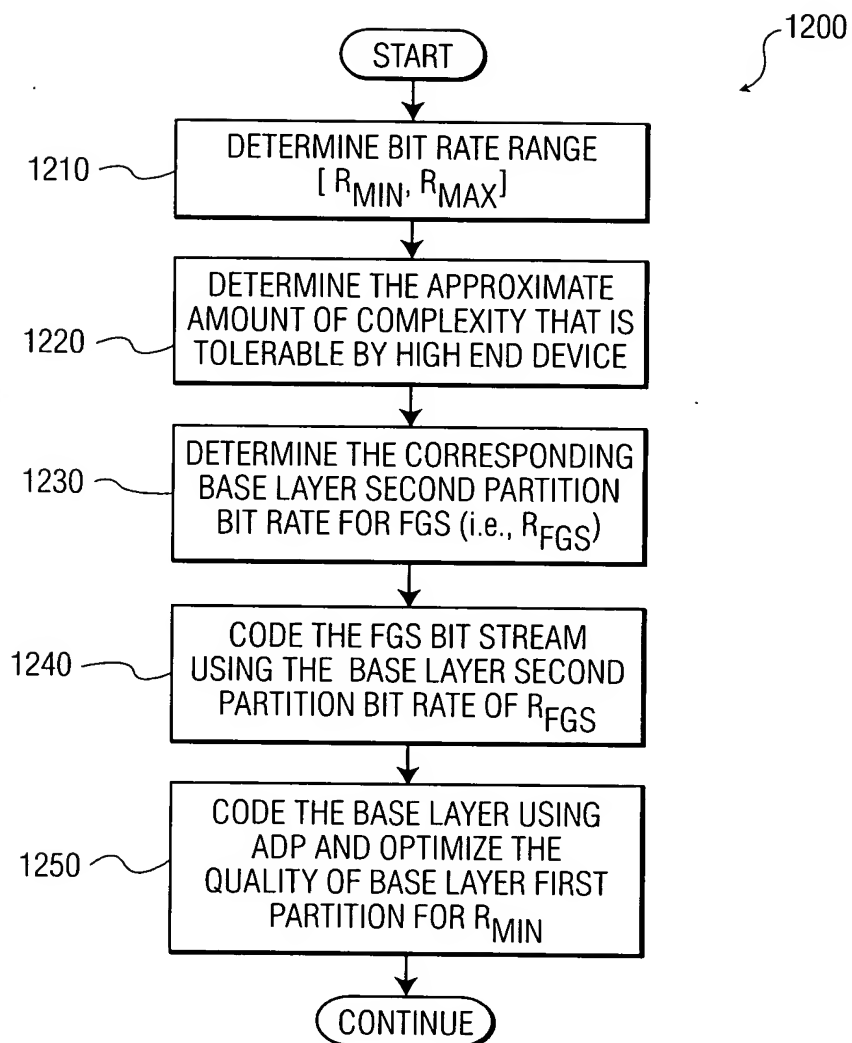 1200
START
1210
DETERMINE BIT RATE RANGE
[ RMIN, RMAX]
1220
DETERMINE THE APPROXIMATE
AMOUNT OF COMPLEXITY THAT IS
TOLERABLE BY HIGH END DEVICE
1230
DETERMINE THE CORRESPONDING
BASE LAYER SECOND PARTITION
BIT RATE FOR FGS (i.e., RFGS)
1240
CODE THE FGS BIT STREAM
USING THE BASE LAYER SECOND
PARTITION BIT RATE OF RFGS
1250
CODE THE BASE LAYER USING
ADP AND OPTIMIZE THE
QUALITY OF BASE LAYER FIRST
PARTITION FOR RMIN
CONTINUE